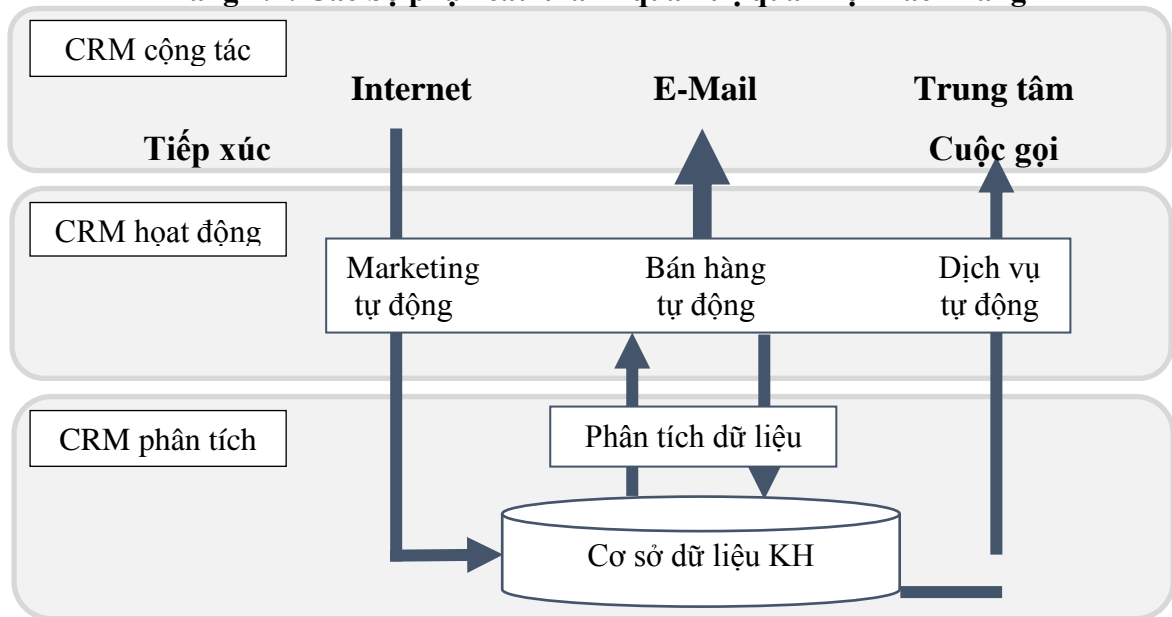 CRM cộng tác
Internet E-Mail Trung tâm
Tiếp xúc Cuộc gọi
CRM họat động
Marketing Bán hàng Dịch vụ
tự động tự động tự động
CRM phân tích
Phân tích dữ liệu
Cơ sở dữ liệu KH